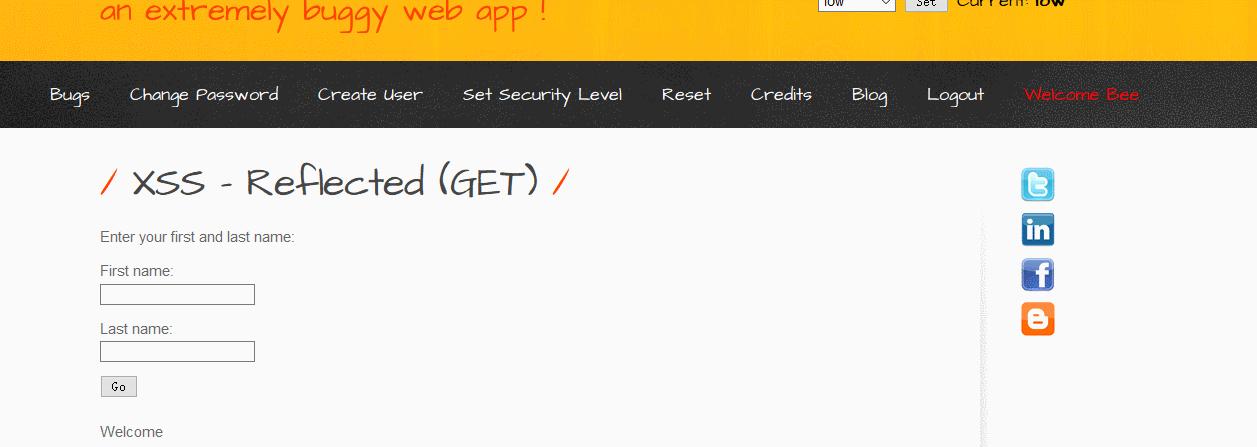 an extremely buggy web app !
low Set Current: low
Bugs Change Password Create User Set Security Level Reset Credits Blog Logout Welcome Bee
/ XSS - Reflected (GET) /
Enter your first and last name:
First name:
Last name:
Go
Welcome